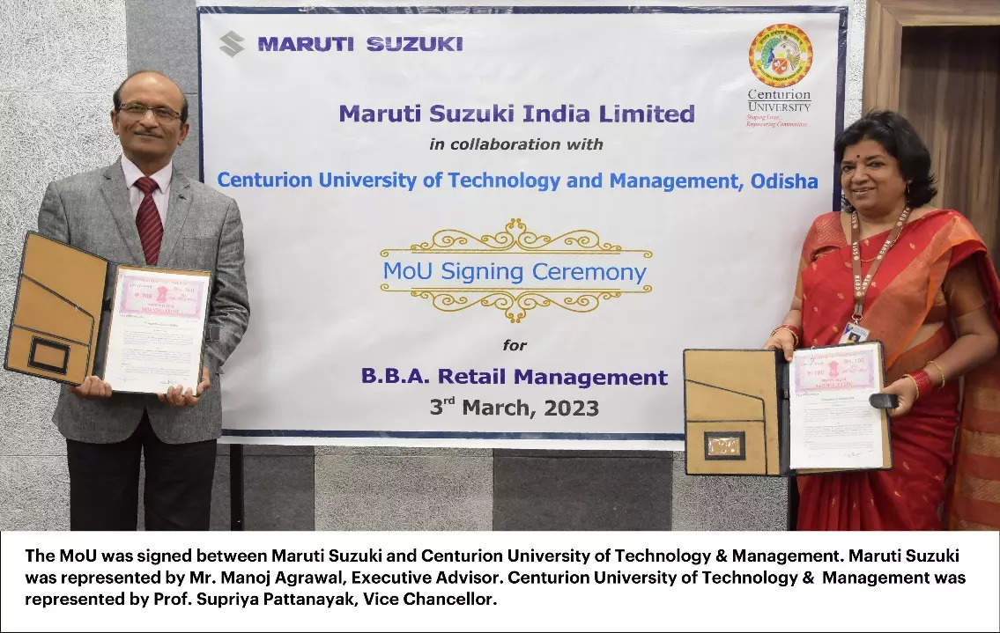 MARUTI SUZUKI
Centurion
UNIVERSITY
Shaping Lives...
Empowering Communities...
Maruti Suzuki India Limited
in collaboration with
Centurion University of Technology and Management, Odisha
MoU Signing Ceremony
for
B.B.A. Retail Management
3rd March, 2023
The MoU was signed between Maruti Suzuki and Centurion University of Technology & Management. Maruti Suzuki
was represented by Mr. Manoj Agrawal, Executive Advisor. Centurion University of Technology & Management was
represented by Prof. Supriya Pattanayak, Vice Chancellor.